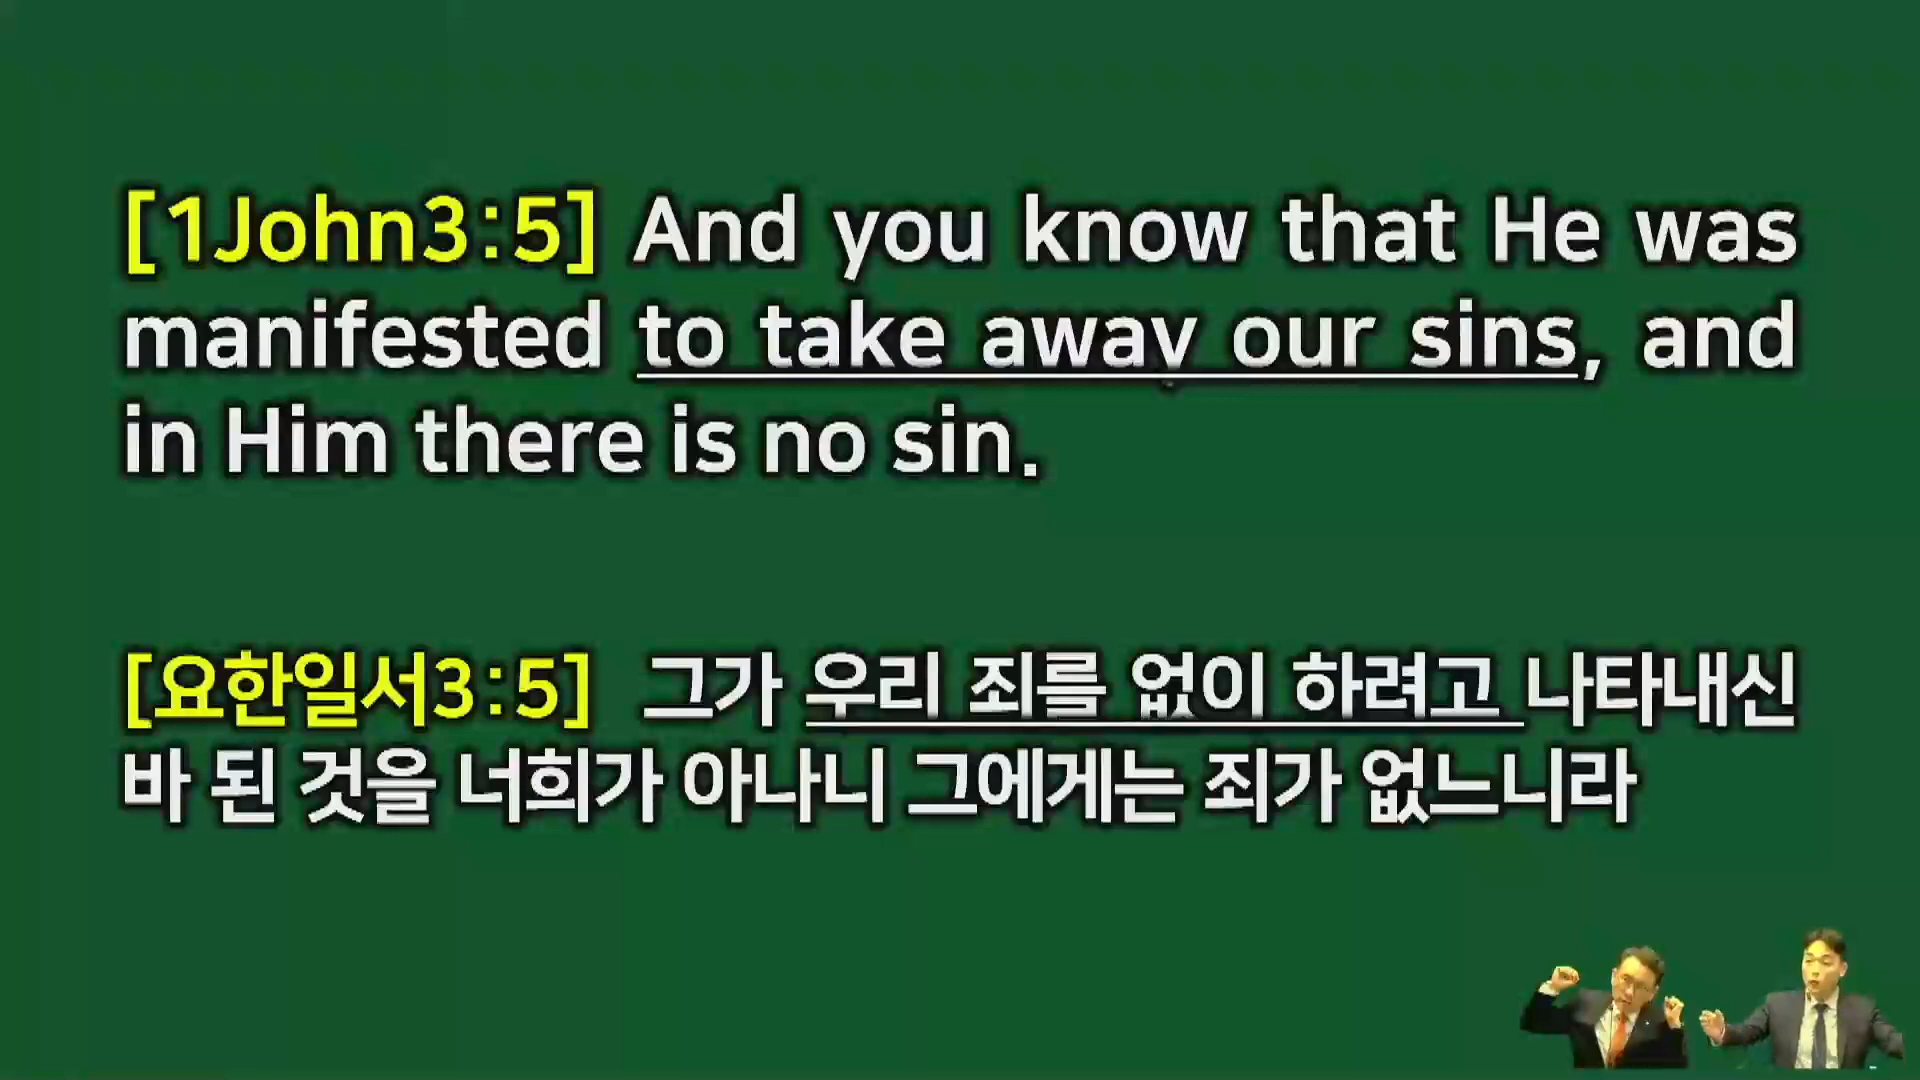 [1John3:5] And you know that He was
manifested to take away our sins, and
in Him there is no sin.
[요한일서3:5] 그가 우리 죄를 없이 하려고 나타내신
바 된 것을 너희가 아나니 그에게는 죄가 없느니라